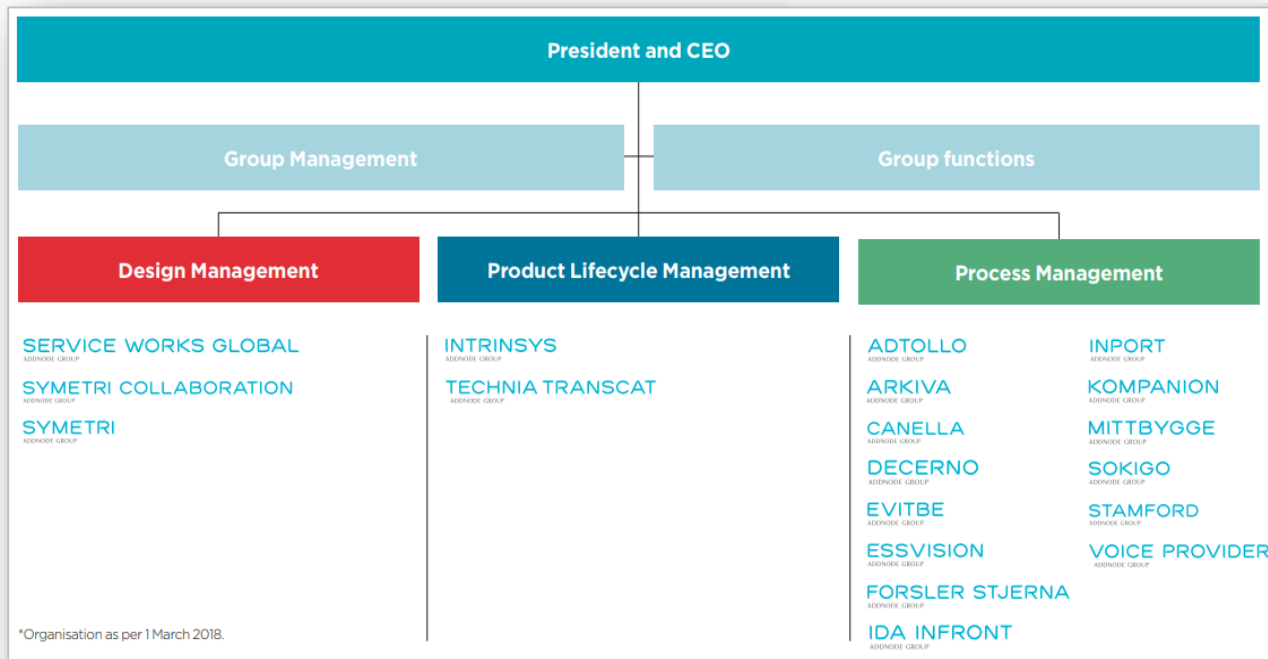 President and CEO
Group Management
Group functions
Design Management
Product Lifecycle Management
Process Management
SERVICE WORKS GLOBAL
ADDNODE GROUP
SYMETRI COLLABORATION
ADDNODE GROUP
SYMETRI
ADDNODE GROUP
INTRINSYS
ADDNODE GROUP
TECHNIA TRANSCAT
ADDNODE GROUP
ADTOLLO
ADDNODE GROUP
ARKIVA
ADDNODE GROUP
CANELLA
ADDNODE GROUP
DECERNO
ADDNODE GROUP
EVITBE
ADDNODE GROUP
ESSVISION
ADDNODE GROUP
FORSLER STJERNA
ADDNODE GROUP
IDA INFRONT
ADDNODE GROUP
INPORT
ADDNODE GROUP
KOMPANION
ADDNODE GROUP
MITTBYGGE
ADDNODE GROUP
SOKIGO
ADDNODE GROUP
STAMFORD
ADDNODE GROUP
VOICE PROVIDER
ADDNODE GROUP
*Organisation as per 1 March 2018.